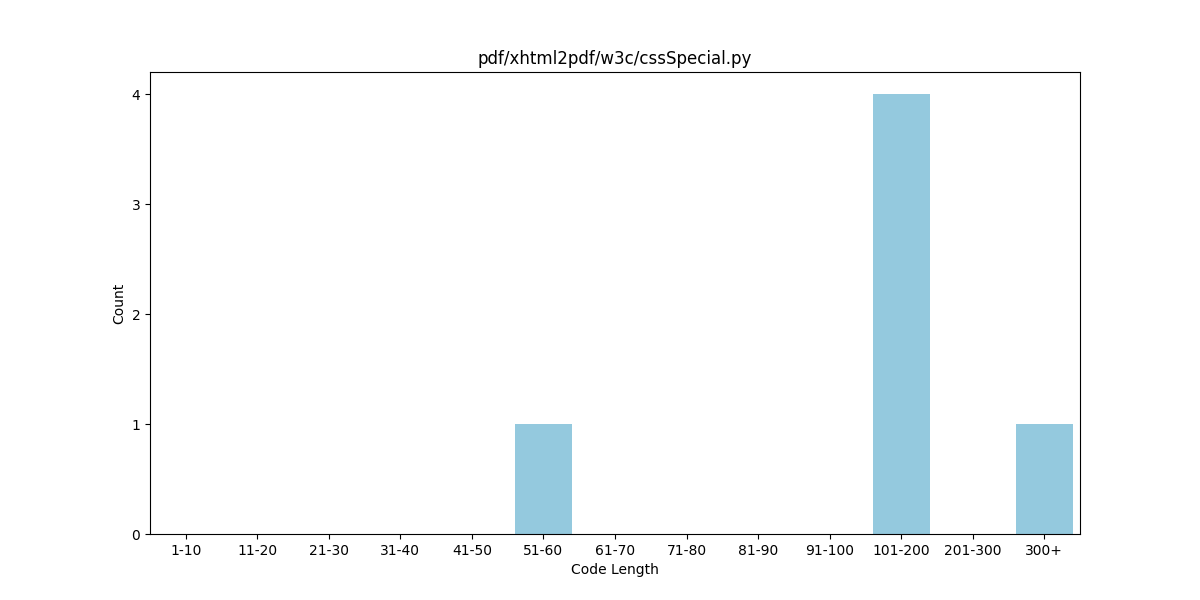 pdf/xhtml2pdf/w3c/cssSpecial.py
4
3
2
1
0
Count
1-10 11-20 21-30 31-40 41-50 51-60 61-70 71-80 81-90 91-100 101-200 201-300 300+
Code Length